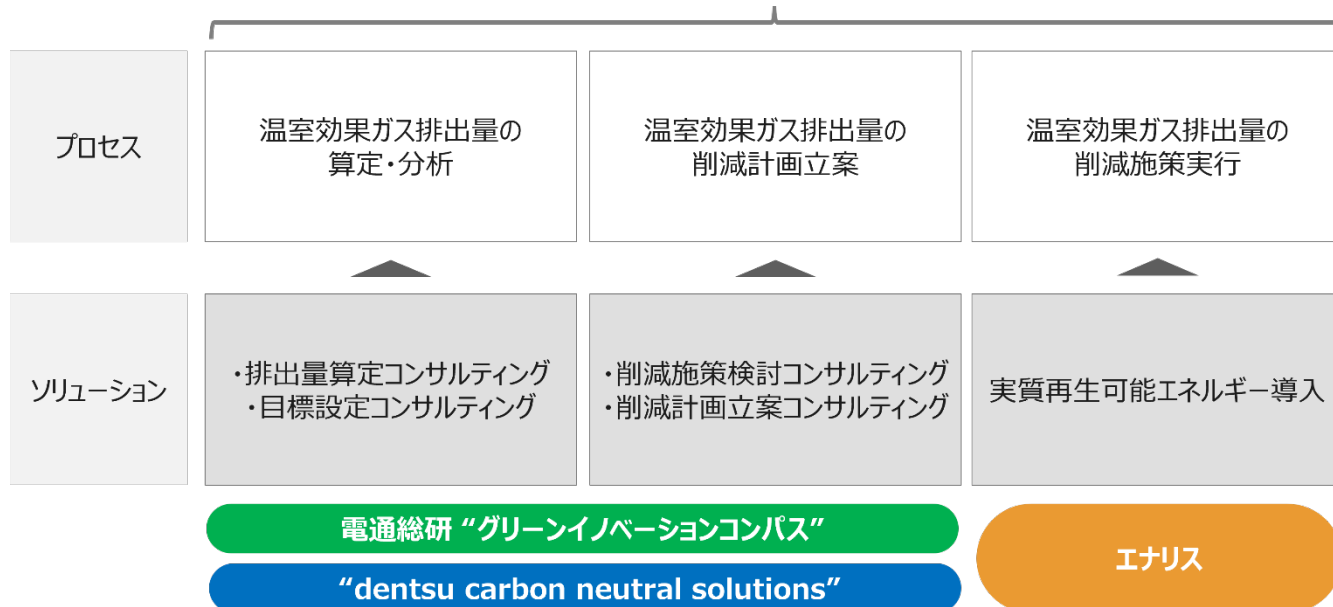 プロセス
温室効果ガス排出量の
算定・分析
温室効果ガス排出量の
削減計画立案
温室効果ガス排出量の
削減施策実行
ソリューション
・排出量算定コンサルティング
・目標設定コンサルティング
・削減施策検討コンサルティング
・削減計画立案コンサルティング
実質再生可能エネルギー導入
電通総研 “グリーンイノベーションコンパス”
“dentsu carbon neutral solutions”
エナリス